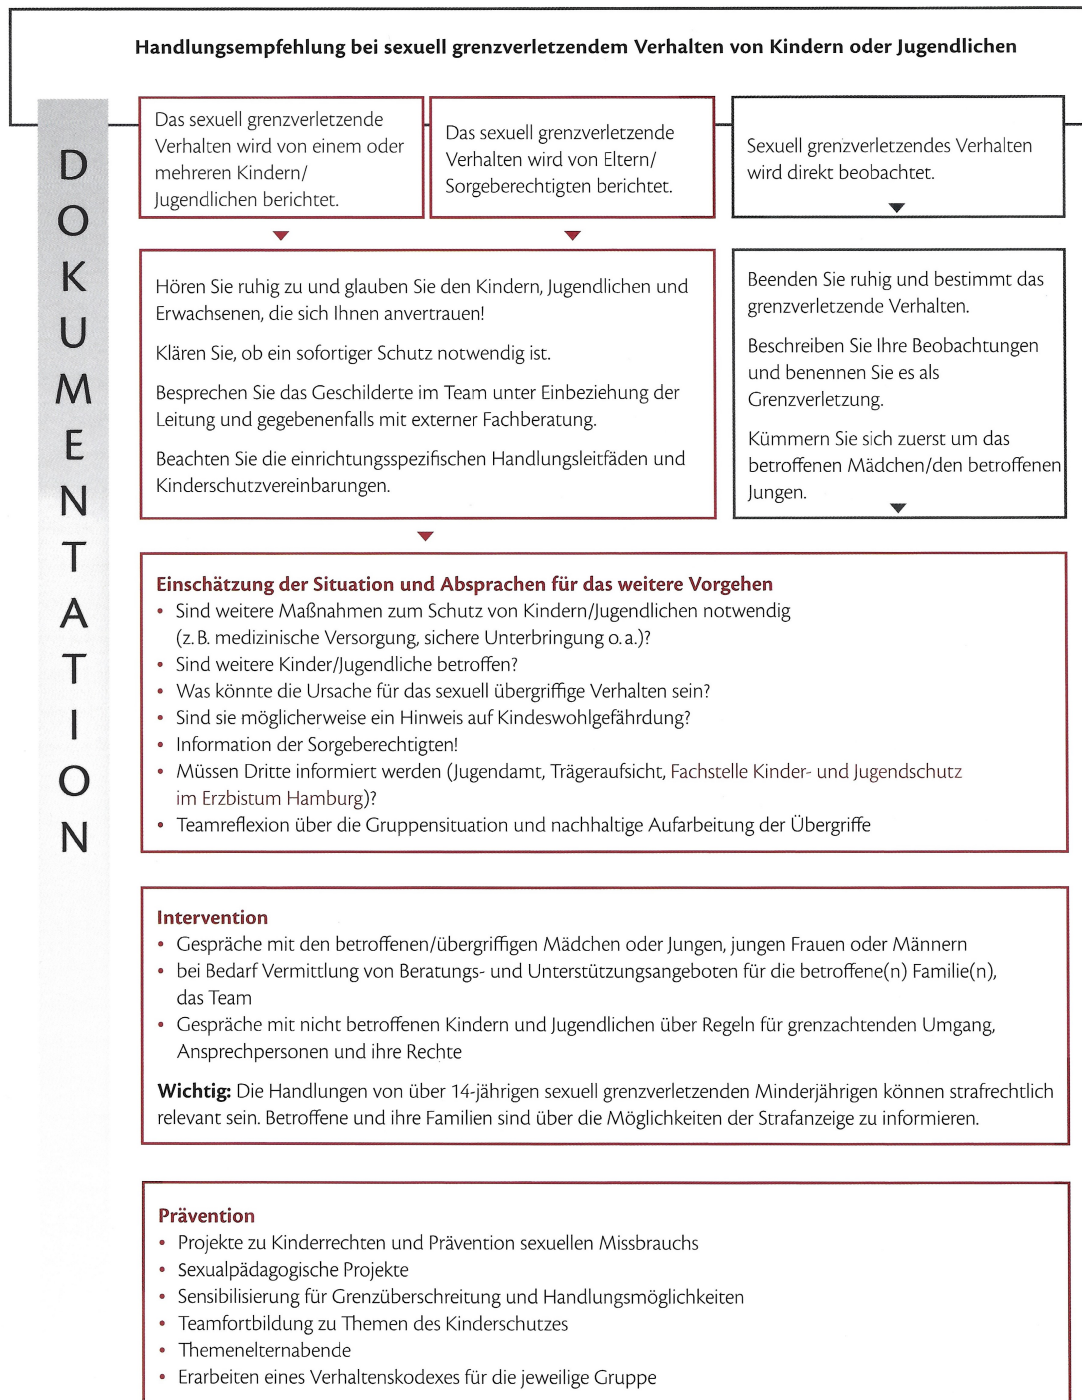 Handlungsempfehlung bei sexuell grenzverletzendem Verhalten von Kindern oder Jugendlichen
DOKUMENTATION
Das sexuell grenzverletzende
Verhalten wird von einem oder
mehreren Kindern/
Jugendlichen berichtet.
Das sexuell grenzverletzende
Verhalten wird von Eltern/
Sorgeberechtigten berichtet.
Sexuell grenzverletzendes Verhalten
wird direkt beobachtet.
Hören Sie ruhig zu und glauben Sie den Kindern, Jugendlichen und
Erwachsenen, die sich Ihnen anvertrauen!
Klären Sie, ob ein sofortiger Schutz notwendig ist.
Besprechen Sie das Geschilderte im Team unter Einbeziehung der
Leitung und gegebenenfalls mit externer Fachberatung.
Beachten Sie die einrichtungsspezifischen Handlungsleitfäden und
Kinderschutzvereinbarungen.
Beenden Sie ruhig und bestimmt das
grenzverletzende Verhalten.
Beschreiben Sie Ihre Beobachtungen
und benennen Sie es als
Grenzverletzung.
Kümmern Sie sich zuerst um das
betroffenen Mädchen/den betroffenen
Jungen.
Einschätzung der Situation und Absprachen für das weitere Vorgehen
• Sind weitere Maßnahmen zum Schutz von Kindern/Jugendlichen notwendig
(z. B. medizinische Versorgung, sichere Unterbringung o. a.)?
• Sind weitere Kinder/Jugendliche betroffen?
• Was könnte die Ursache für das sexuell übergriffige Verhalten sein?
• Sind sie möglicherweise ein Hinweis auf Kindeswohlgefährdung?
• Information der Sorgeberechtigten!
• Müssen Dritte informiert werden (Jugendamt, Trägeraufsicht, Fachstelle Kinder- und Jugendschutz
im Erzbistum Hamburg)?
• Teamreflexion über die Gruppensituation und nachhaltige Aufarbeitung der Übergriffe
Intervention
• Gespräche mit den betroffenen/übergriffigen Mädchen oder Jungen, jungen Frauen oder Männern
• bei Bedarf Vermittlung von Beratungs- und Unterstützungsangeboten für die betroffene(n) Familie(n),
das Team
• Gespräche mit nicht betroffenen Kindern und Jugendlichen über Regeln für grenzachtenden Umgang,
Ansprechpersonen und ihre Rechte
Wichtig: Die Handlungen von über 14-jährigen sexuell grenzverletzenden Minderjährigen können strafrechtlich
relevant sein. Betroffene und ihre Familien sind über die Möglichkeiten der Strafanzeige zu informieren.
Prävention
• Projekte zu Kinderrechten und Prävention sexuellen Missbrauchs
• Sexualpädagogische Projekte
• Sensibilisierung für Grenzüberschreitung und Handlungsmöglichkeiten
• Teamfortbildung zu Themen des Kinderschutzes
• Themenelternabende
• Erarbeiten eines Verhaltenskodexes für die jeweilige Gruppe